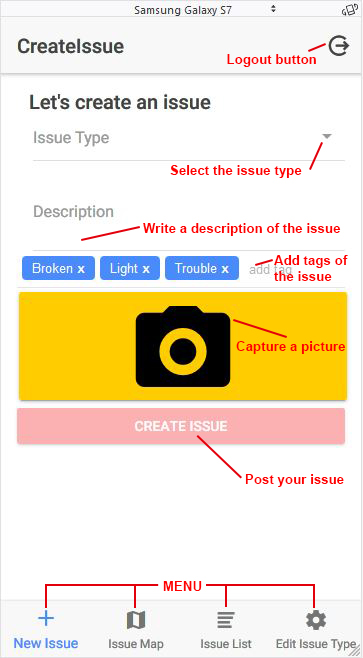 Samsung Galaxy S7
CreateIssue
Logout button
Let's create an issue
Issue Type
Select the issue type
Description
Write a description of the issue
Broken x Light x Trouble x add tag
Add tags of
the issue
Capture a picture
CREATE ISSUE
Post your issue
MENU
New Issue Issue Map Issue List Edit Issue Type